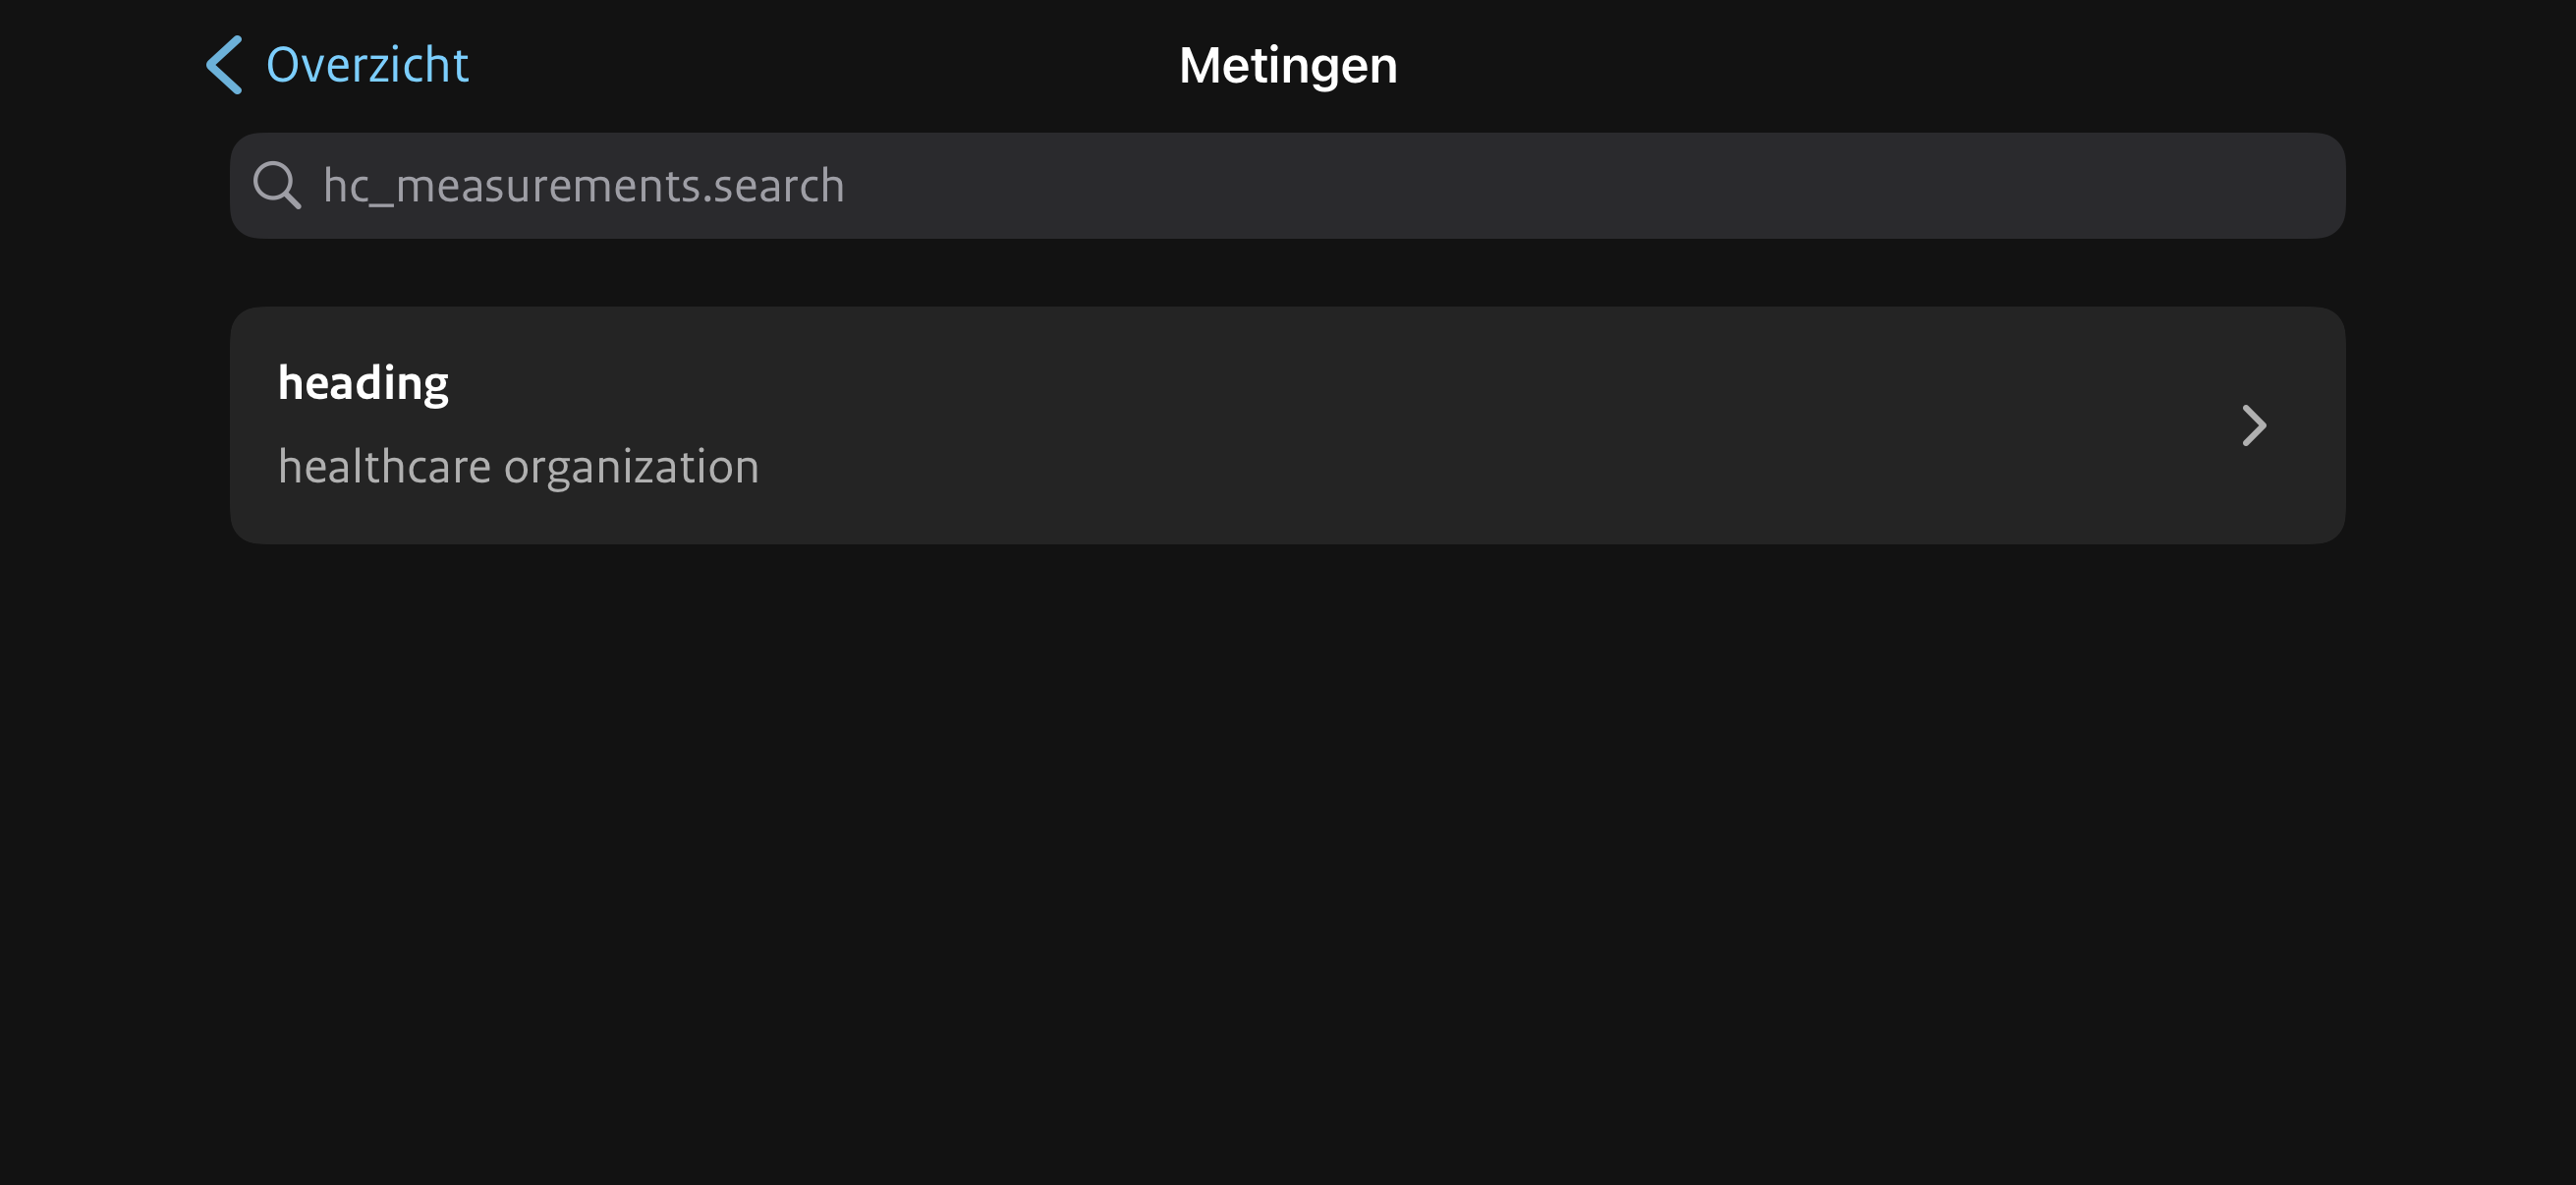 Overzicht
Metingen
hc_measurements.search
heading
healthcare organization